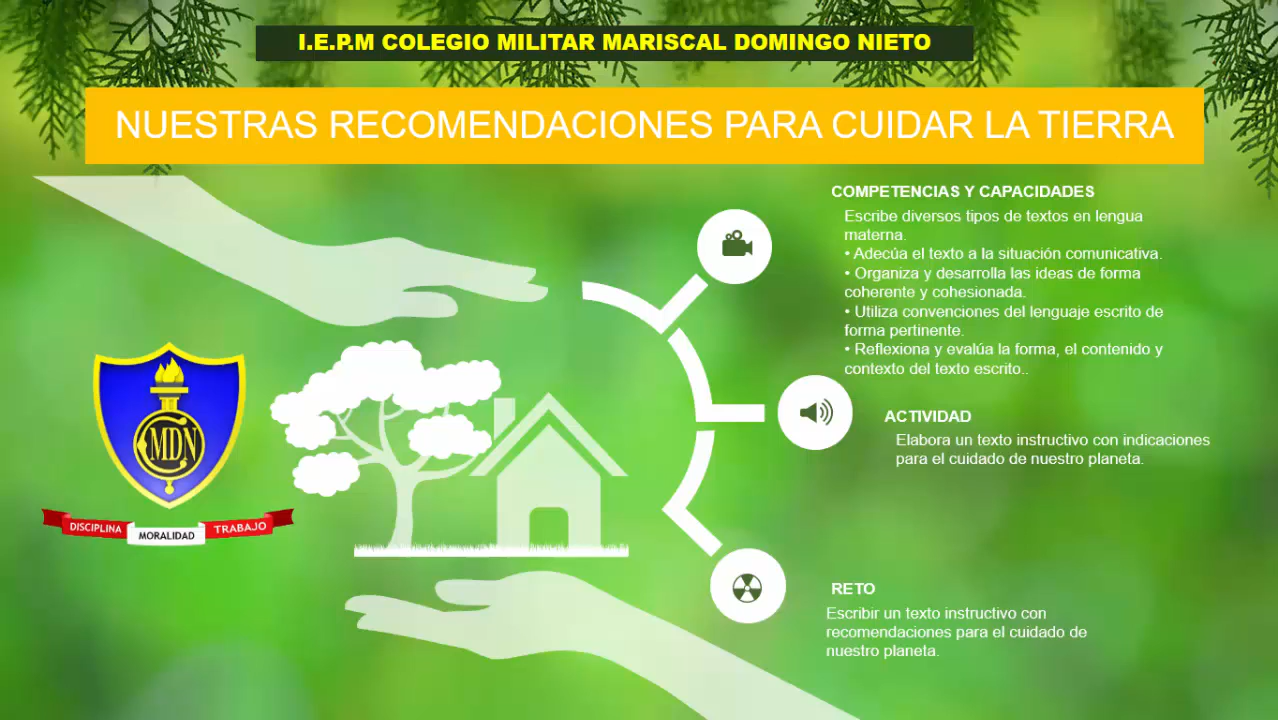 I.E.P.M COLEGIO MILITAR MARISCAL DOMINGO NIETO
NUESTRAS RECOMENDACIONES PARA CUIDAR LA TIERRA
COMPETENCIAS Y CAPACIDADES
Escribe diversos tipos de textos en lengua
materna.
• Adecúa el texto a la situación comunicativa.
• Organiza y desarrolla las ideas de forma
coherente y cohesionada.
• Utiliza convenciones del lenguaje escrito de
forma pertinente.
• Reflexiona y evalúa la forma, el contenido y
contexto del texto escrito..
ACTIVIDAD
Elabora un texto instructivo con indicaciones
para el cuidado de nuestro planeta.
MDN
DISCIPLINA
MORALIDAD
TRABAJO
RETO
Escribir un texto instructivo con
recomendaciones para el cuidado de
nuestro planeta.